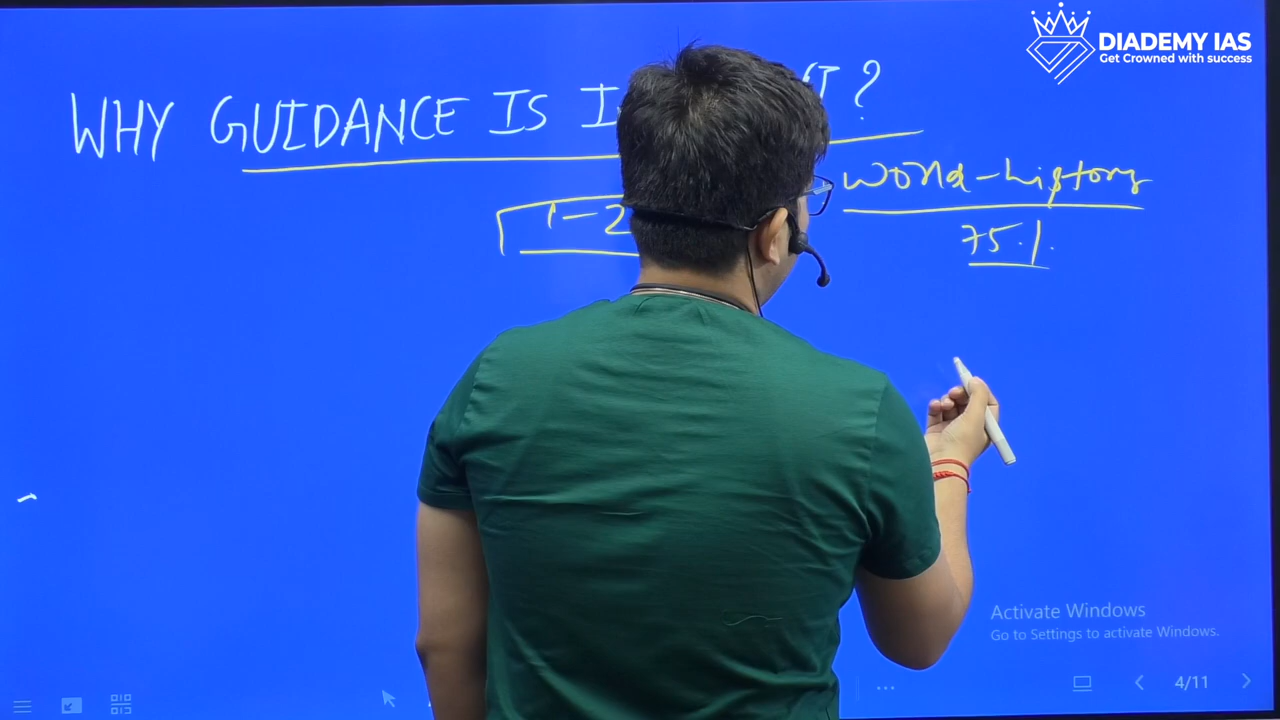 DIADEMY IAS
Get Crowned with success
WHY GUIDANCE IS I T ?
World-history
1-2
75%
Activate Windows
Go to Settings to activate Windows.
4/11